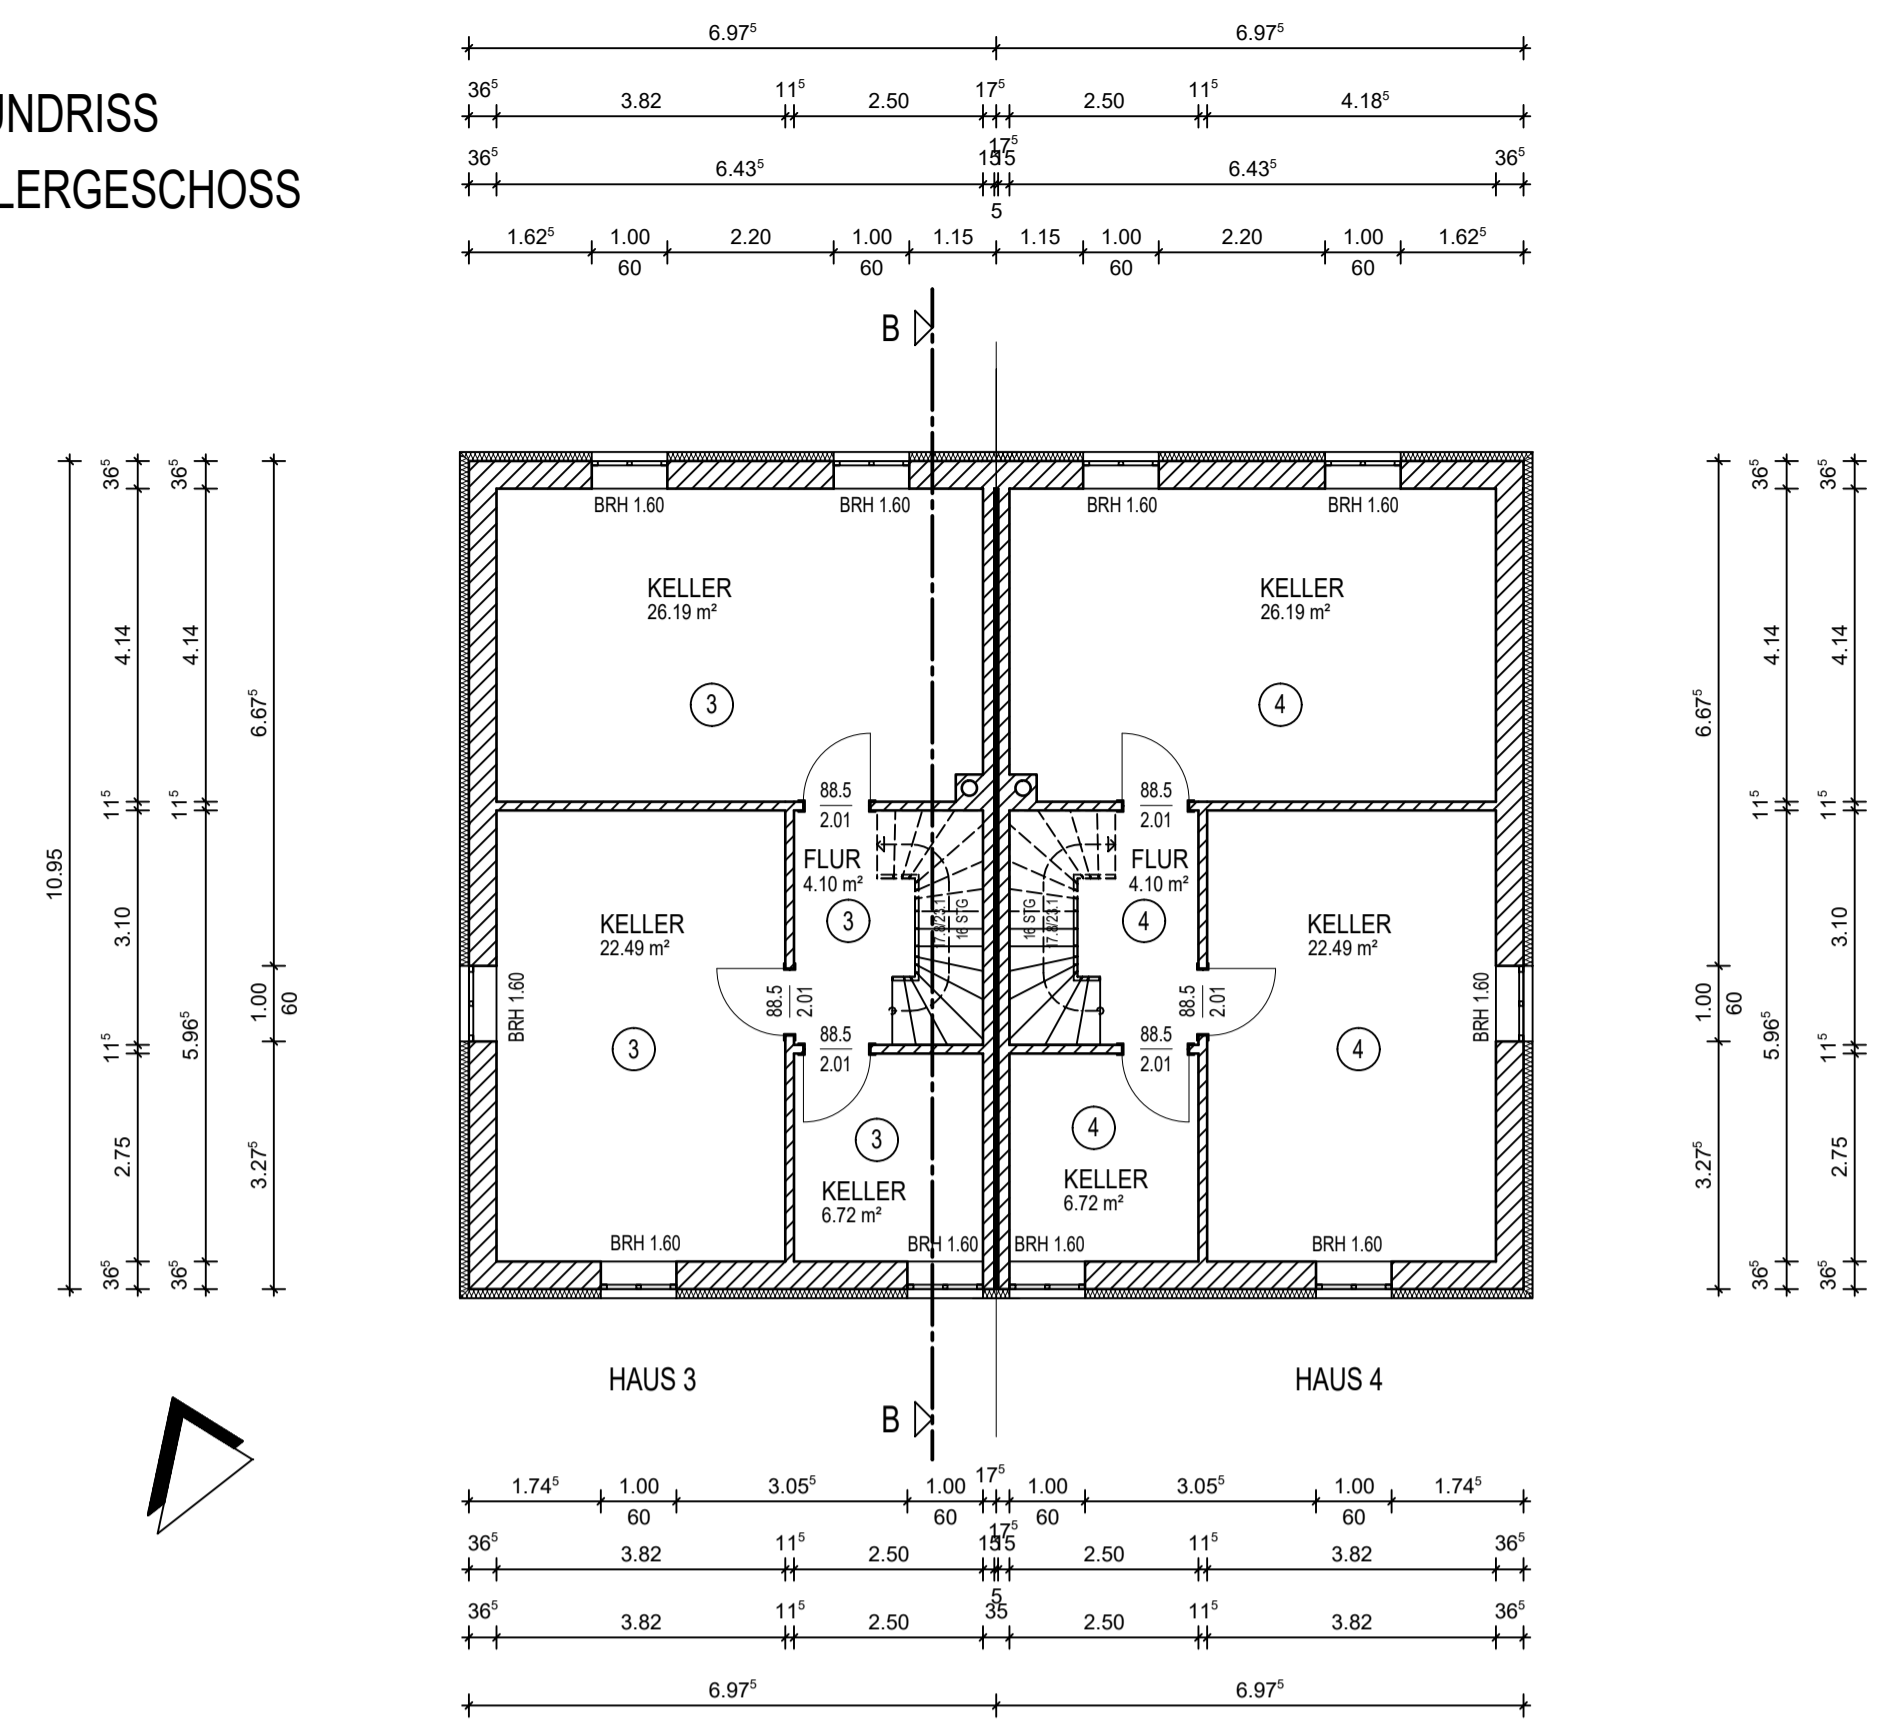 6.97⁵ 6.97⁵
UNDRISS
36⁵ 3.82 11⁵ 2.50 17⁵ 2.50 11⁵ 4.18⁵
LERGESCHOSS
17⁵
36⁵ 6.43⁵ 15 15 6.43⁵ 36⁵
5
1.62⁵ 1.00 2.20 1.00 1.15 1.15 1.00 2.20 1.00 1.62⁵
60 60 60 60
B
10.95
36⁵ 4.14 11⁵ 3.10 11⁵ 2.75 36⁵
36⁵ 4.14 11⁵ 5.96⁵ 36⁵
6.67⁵ 1.00 3.27⁵
60
BRH 1.60 BRH 1.60 BRH 1.60 BRH 1.60
KELLER
26.19 m²
3
KELLER
26.19 m²
4
88.5
2.01
88.5
2.01
FLUR
4.10 m²
3
FLUR
4.10 m²
4
17.8/23.1
16 STG
16 STG
17.8/23.1
KELLER
22.49 m²
3
KELLER
22.49 m²
4
BRH 1.60
BRH 1.60
88.5
2.01
88.5
2.01
88.5
2.01
88.5
2.01
3
KELLER
6.72 m²
4
KELLER
6.72 m²
BRH 1.60 BRH 1.60 BRH 1.60 BRH 1.60
6.67⁵ 1.00 3.27⁵
60
36⁵ 4.14 11⁵ 5.96⁵ 36⁵
36⁵ 4.14 11⁵ 3.10 11⁵ 2.75 36⁵
HAUS 3 HAUS 4
B
1.74⁵ 1.00 3.05⁵ 1.00 17⁵ 1.00 3.05⁵ 1.00 1.74⁵
60 60 60 60
17⁵
36⁵ 3.82 11⁵ 2.50 15 15 2.50 11⁵ 3.82 36⁵
5
36⁵ 3.82 11⁵ 2.50 35 2.50 11⁵ 3.82 36⁵
6.97⁵ 6.97⁵